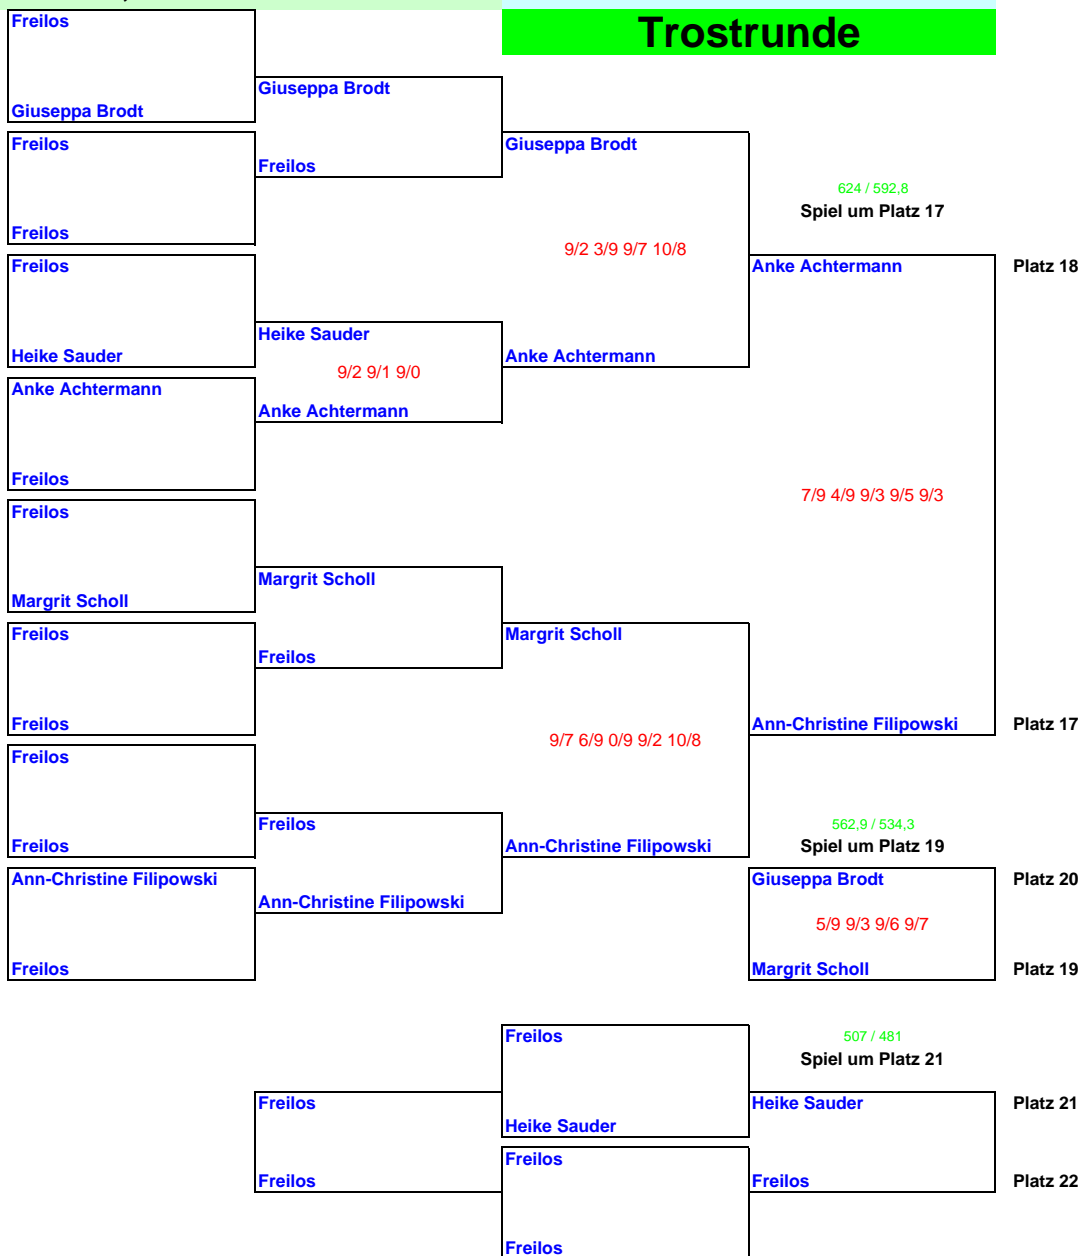 Trostrunde
Freilos
Giuseppa Brodt
Giuseppa Brodt
Freilos
Giuseppa Brodt
Freilos
624 / 592,8
Spiel um Platz 17
Freilos
9/2 3/9 9/7 10/8
Freilos
Anke Achtermann
Platz 18
Heike Sauder
Heike Sauder
Anke Achtermann
9/2 9/1 9/0
Anke Achtermann
Anke Achtermann
Freilos
7/9 4/9 9/3 9/5 9/3
Freilos
Margrit Scholl
Margrit Scholl
Freilos
Margrit Scholl
Freilos
Freilos
Ann-Christine Filipowski
Platz 17
9/7 6/9 0/9 9/2 10/8
Freilos
Freilos
562,9 / 534,3
Freilos
Ann-Christine Filipowski
Spiel um Platz 19
Ann-Christine Filipowski
Giuseppa Brodt
Platz 20
Ann-Christine Filipowski
5/9 9/3 9/6 9/7
Freilos
Margrit Scholl
Platz 19
Freilos
507 / 481
Spiel um Platz 21
Freilos
Heike Sauder
Platz 21
Heike Sauder
Freilos
Freilos
Freilos
Platz 22
Freilos